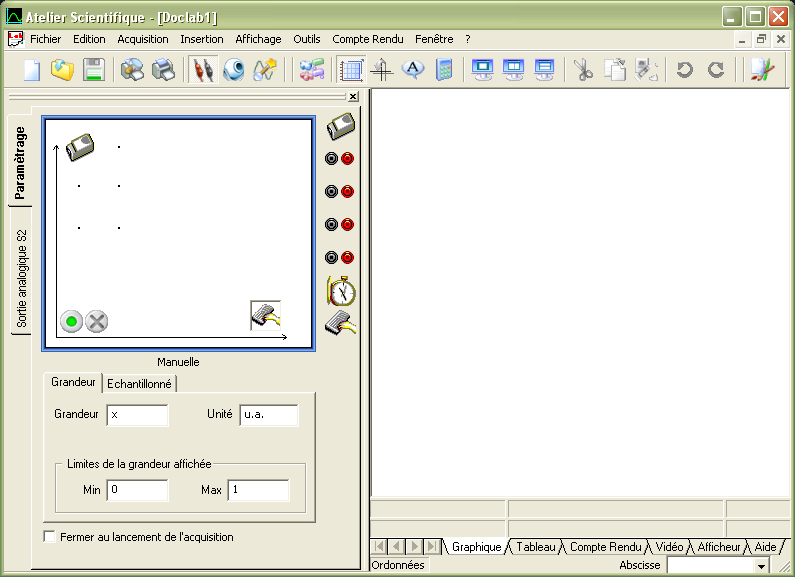 Atelier Scientifique - [Doclab1]
Fichier Edition Acquisition Insertion Affichage Outils Compte Rendu Fenêtre ?
Paramètrage
Sortie analogique S2
Manuelle
Grandeur Echantillonné
Grandeur x Unité u.a.
Limites de la grandeur affichée
Min 0 Max 1
Fermer au lancement de l'acquisition
Graphique Tableau Compte Rendu Vidéo Afficheur Aide
Ordonnées Abscisse